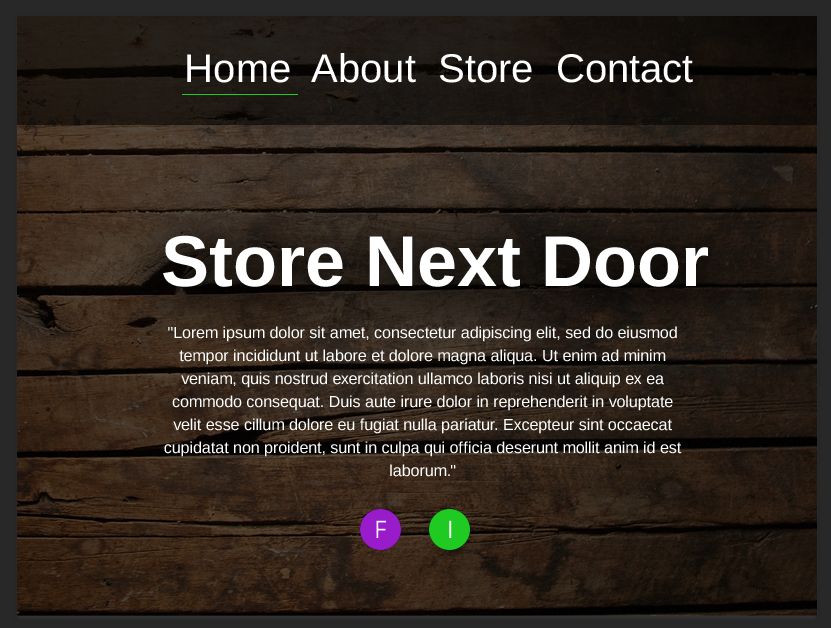 Home About Store Contact
Store Next Door
"Lorem ipsum dolor sit amet, consectetur adipiscing elit, sed do eiusmod
tempor incididunt ut labore et dolore magna aliqua. Ut enim ad minim
veniam, quis nostrud exercitation ullamco laboris nisi ut aliquip ex ea
commodo consequat. Duis aute irure dolor in reprehenderit in voluptate
velit esse cillum dolore eu fugiat nulla pariatur. Excepteur sint occaecat
cupidatat non proident, sunt in culpa qui officia deserunt mollit anim id est
laborum."
F I